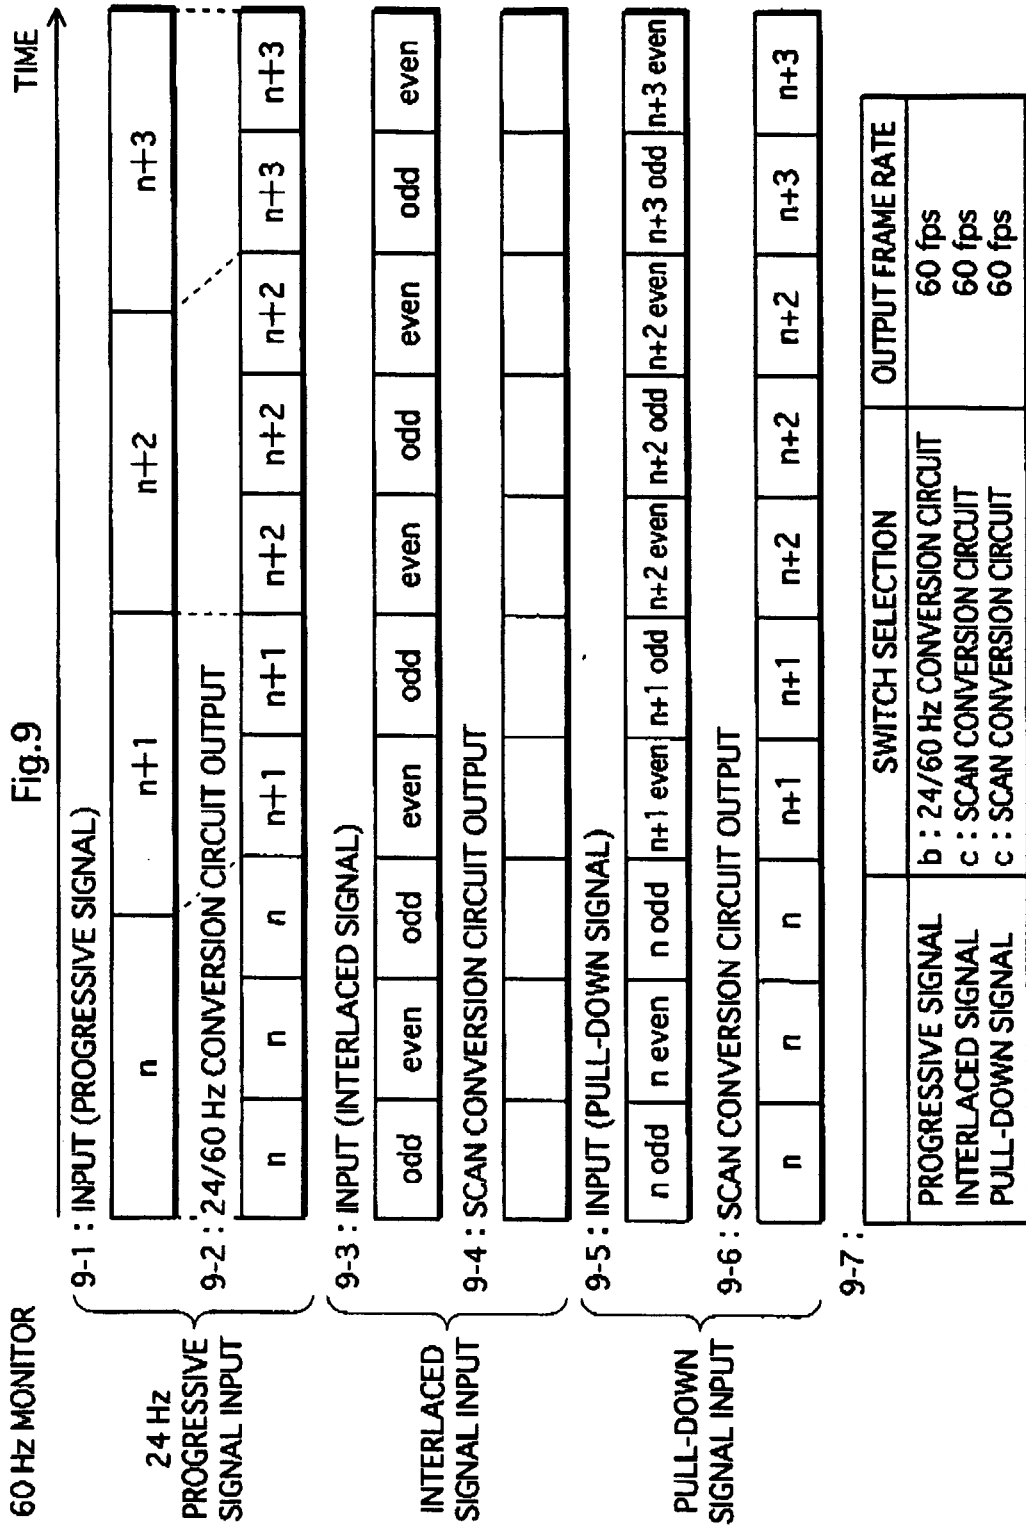 Fig.9
60 Hz MONITOR
TIME
24 Hz
PROGRESSIVE
SIGNAL INPUT
9-1 : INPUT (PROGRESSIVE SIGNAL)
n n+1 n+2 n+3
9-2 : 24/60 Hz CONVERSION CIRCUIT OUTPUT
n n n n+1 n+1 n+2 n+2 n+2 n+3 n+3
INTERLACED
SIGNAL INPUT
9-3 : INPUT (INTERLACED SIGNAL)
odd even odd even odd even odd even odd even
9-4 : SCAN CONVERSION CIRCUIT OUTPUT
PULL-DOWN
SIGNAL INPUT
9-5 : INPUT (PULL-DOWN SIGNAL)
n odd n even n odd n+1 even n+1 odd n+2 even n+2 odd n+2 even n+3 odd n+3 even
9-6 : SCAN CONVERSION CIRCUIT OUTPUT
n n n n+1 n+1 n+2 n+2 n+2 n+3 n+3
9-7 :
SWITCH SELECTION OUTPUT FRAME RATE
PROGRESSIVE SIGNAL b : 24/60 Hz CONVERSION CIRCUIT 60 fps
INTERLACED SIGNAL c : SCAN CONVERSION CIRCUIT 60 fps
PULL-DOWN SIGNAL c : SCAN CONVERSION CIRCUIT 60 fps